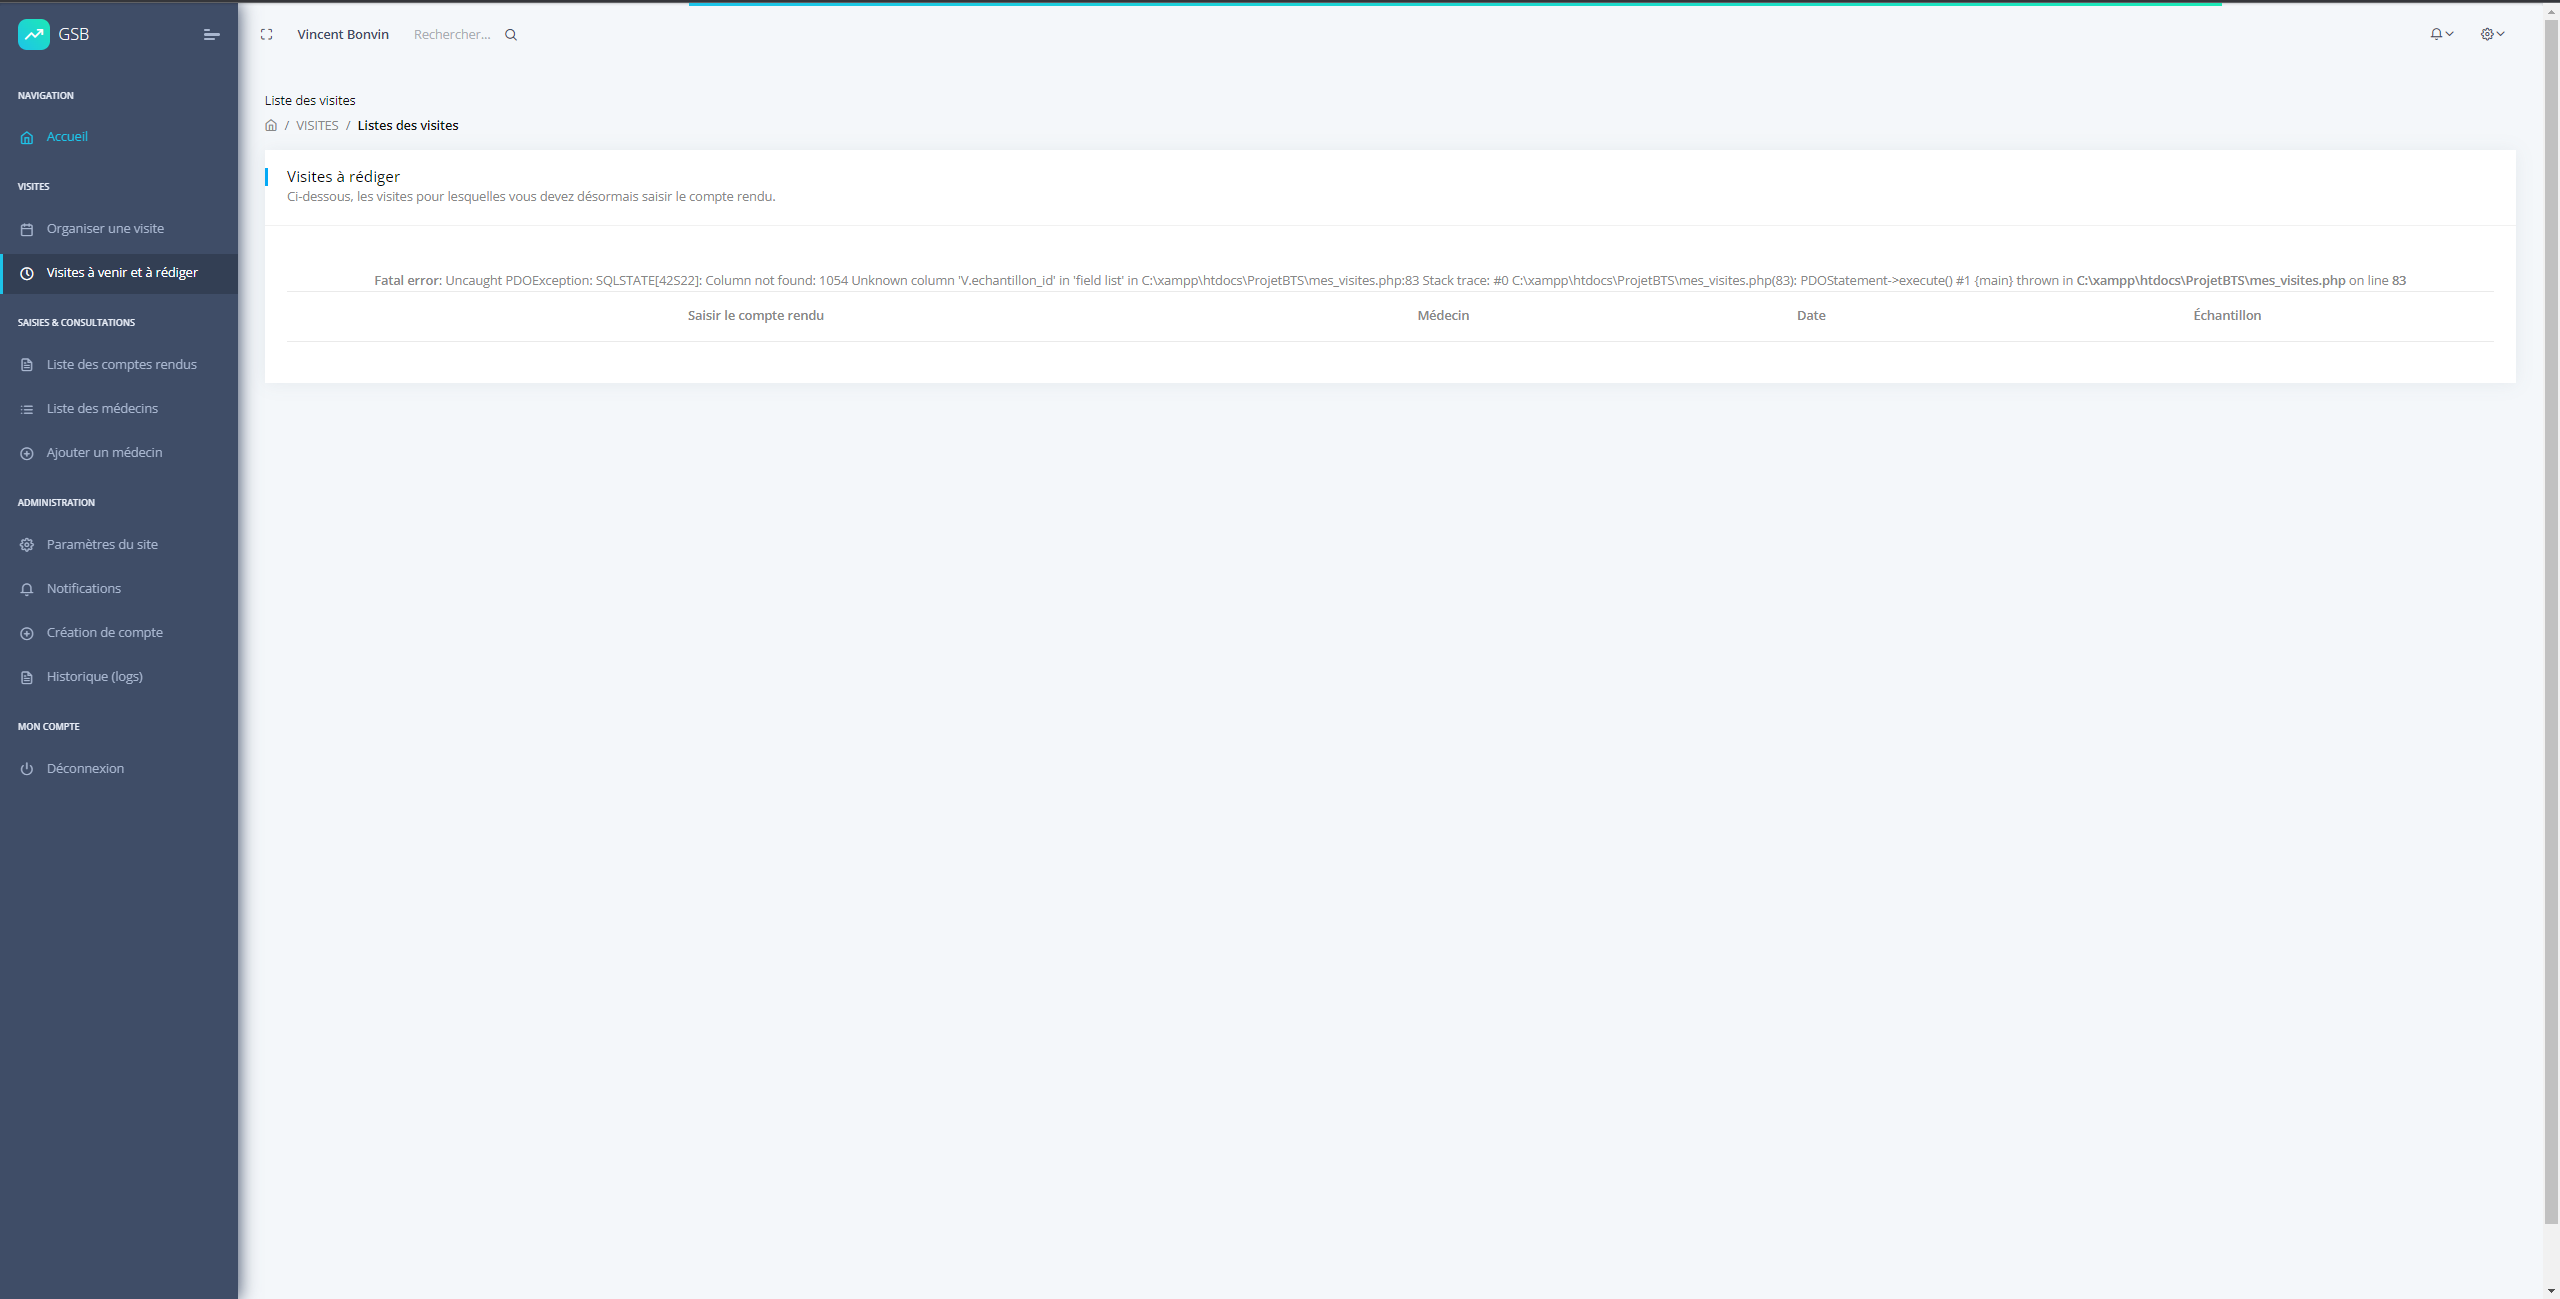 GSB
NAVIGATION
Accueil
VISITES
Organiser une visite
Visites à venir et à rédiger
SAISIES & CONSULTATIONS
Liste des comptes rendus
Liste des médecins
Ajouter un médecin
ADMINISTRATION
Paramètres du site
Notifications
Création de compte
Historique (logs)
MON COMPTE
Déconnexion
Vincent Bonvin Rechercher...
Liste des visites
/ VISITES / Listes des visites
Visites à rédiger
Ci-dessous, les visites pour lesquelles vous devez désormais saisir le compte rendu.
Fatal error: Uncaught PDOException: SQLSTATE[42S22]: Column not found: 1054 Unknown column 'V.echantillon_id' in 'field list' in C:\xampp\htdocs\ProjetBTS\mes_visites.php:83 Stack trace: #0 C:\xampp\htdocs\ProjetBTS\mes_visites.php(83): PDOStatement->execute() #1 {main} thrown in C:\xampp\htdocs\ProjetBTS\mes_visites.php on line 83
Saisir le compte rendu Médecin Date Échantillon